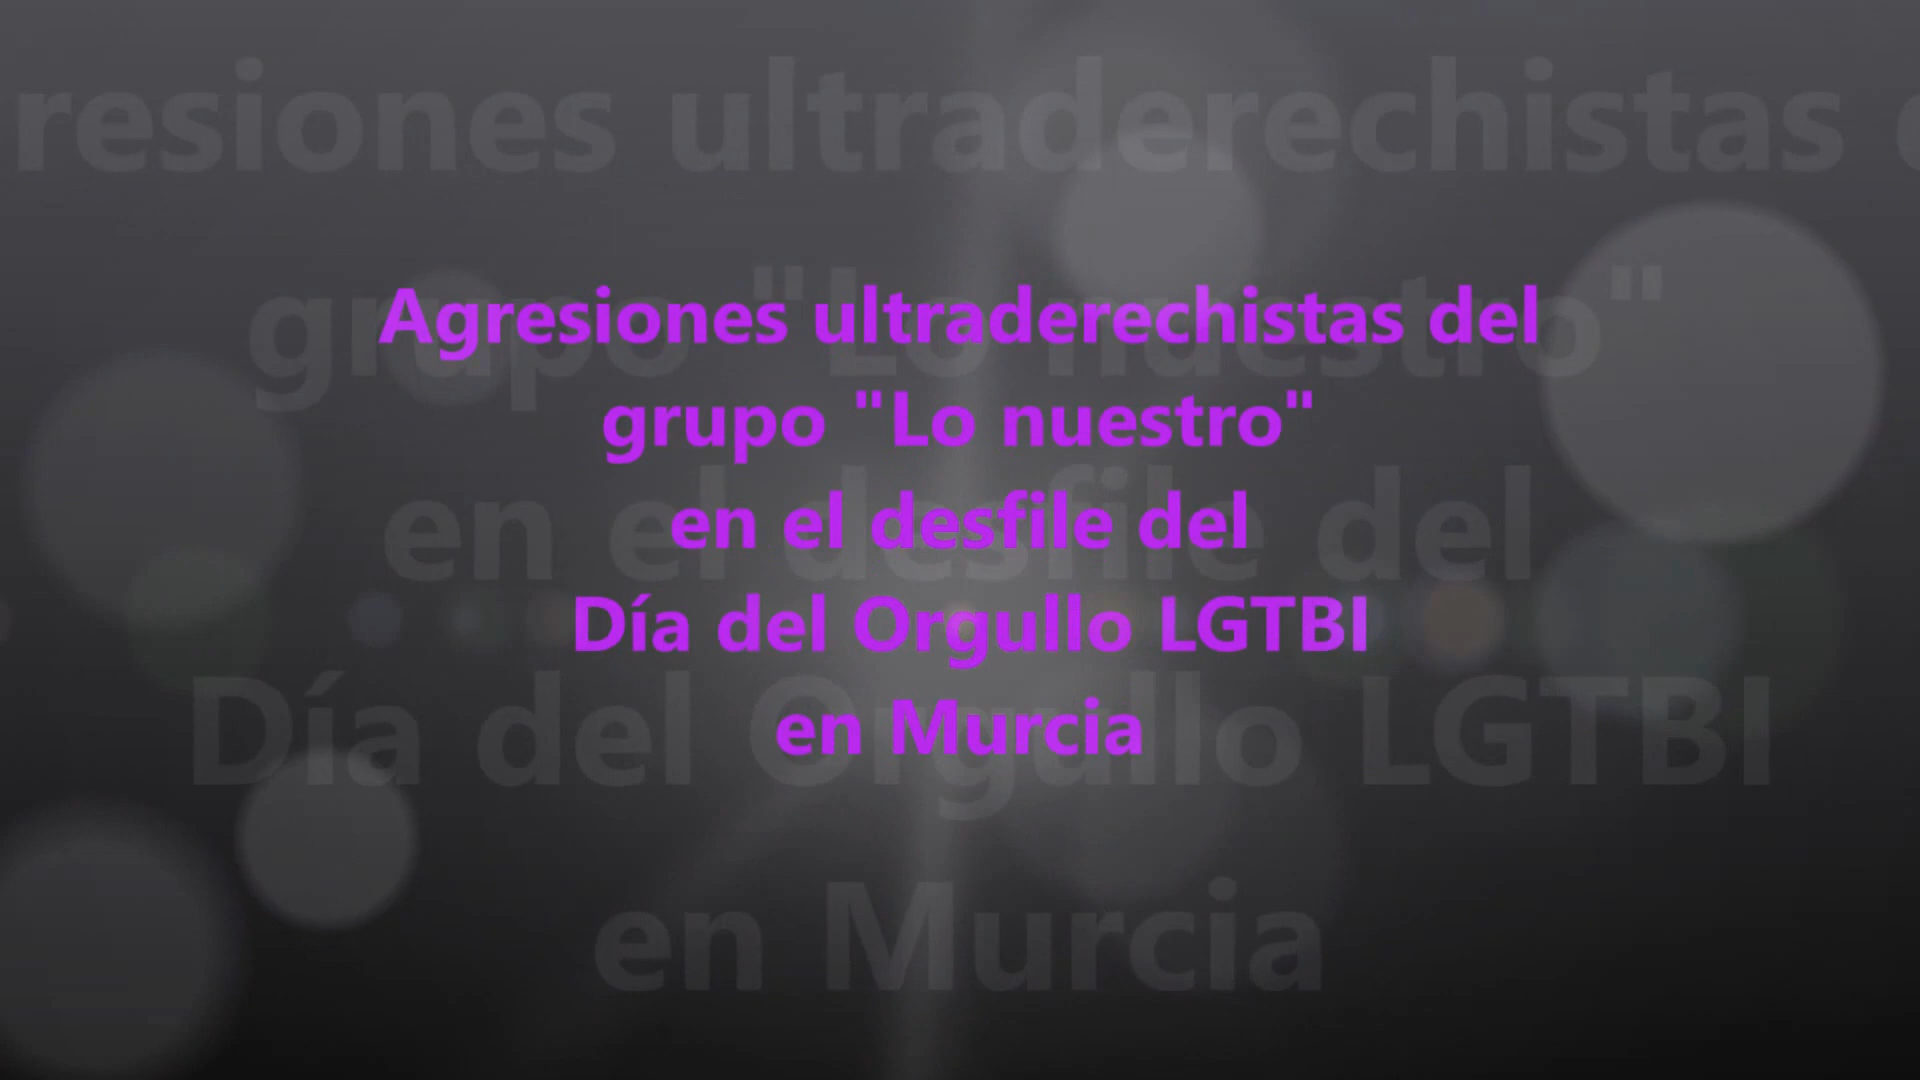 Agresiones ultraderechistas del
grupo "Lo nuestro"
en el desfile del
Día del Orgullo LGTBI
en Murcia